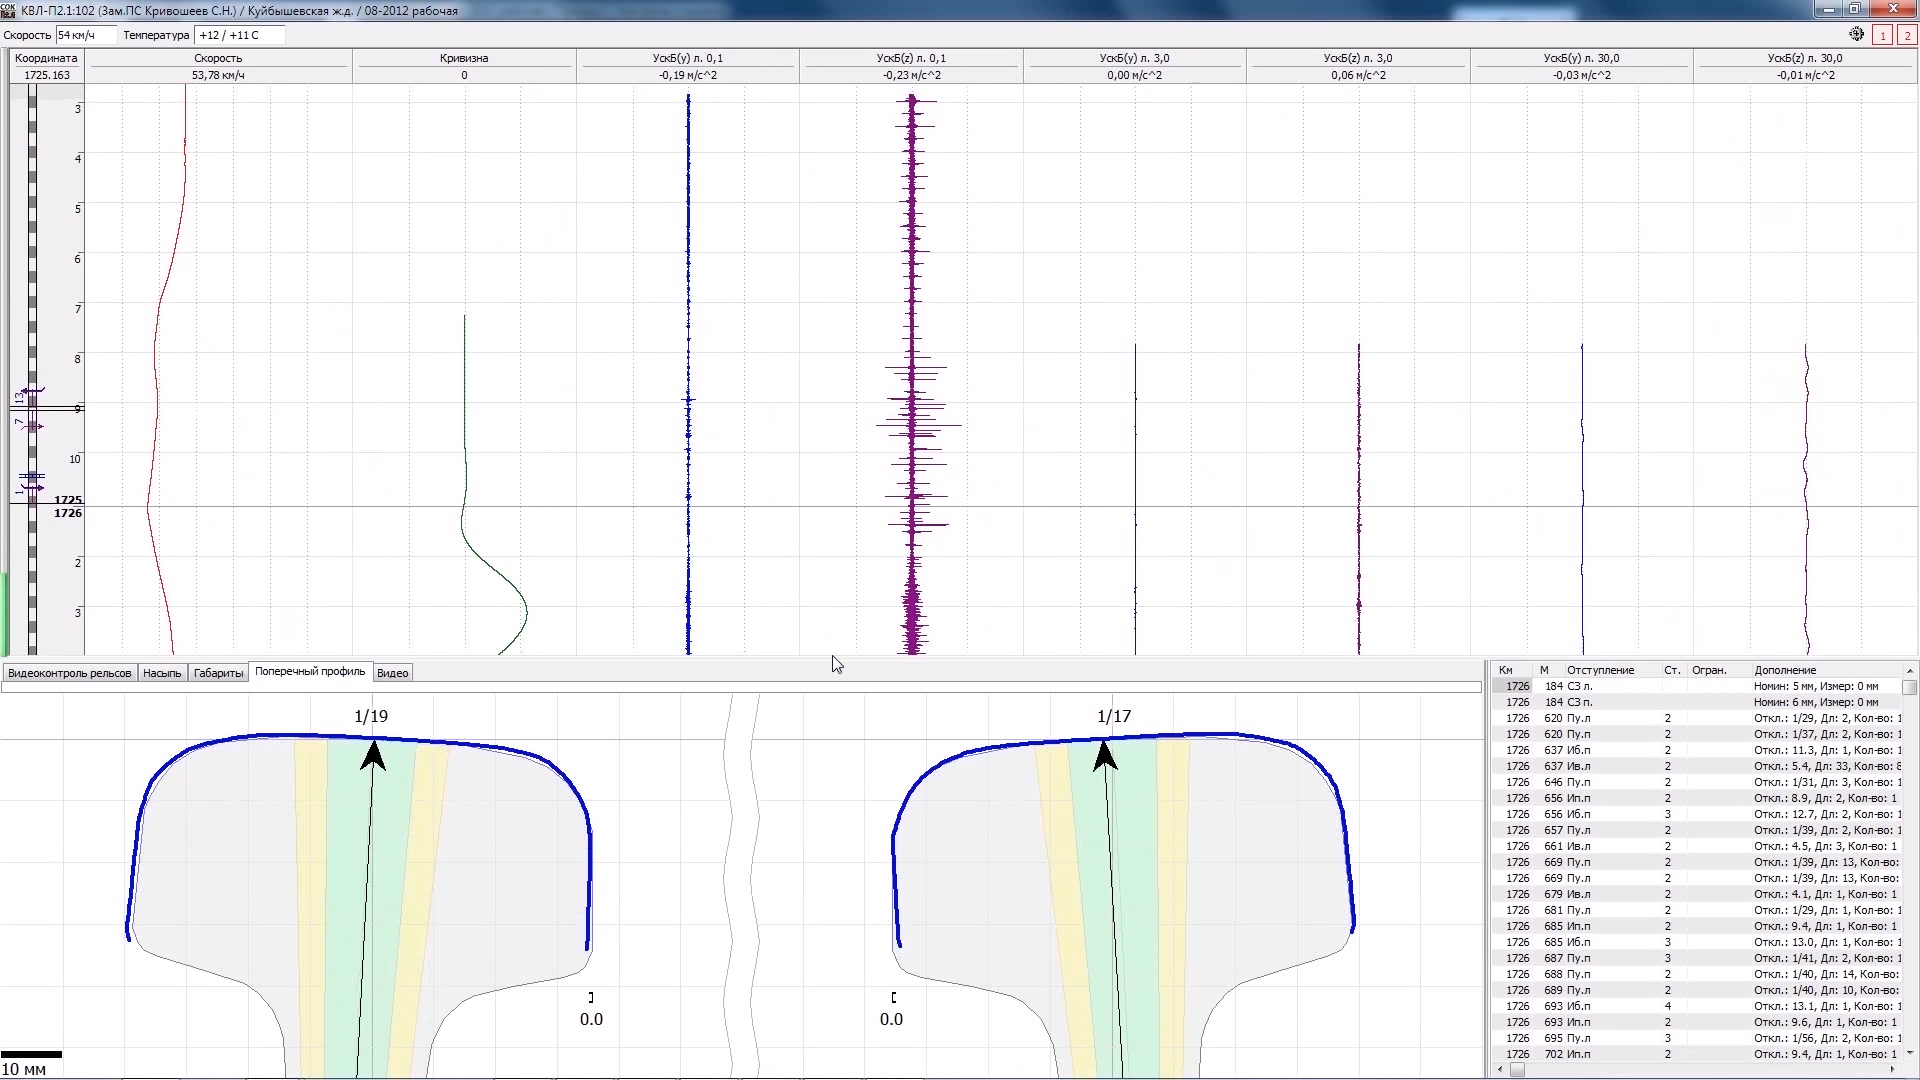 КВЛ-П2.1:102 (Зам.ПС Кривошеев С.Н.) / Куйбышевская ж.д. / 08-2012 рабочая
Скорость 54 км/ч Температура +12 / +11 С 1 2
Координата Скорость Кривизна УскБ(y) л. 0,1 УскБ(z) л. 0,1 УскБ(y) л. 3,0 УскБ(z) л. 3,0 УскБ(y) л. 30,0 УскБ(z) л. 30,0
1725.163 53,78 км/ч 0 -0,19 м/с^2 -0,23 м/с^2 0,00 м/с^2 0,06 м/с^2 -0,03 м/с^2 -0,01 м/с^2
3
4
5
6
7
8
13
9
7
10
1
1725
1726
2
3
Видеоконтроль рельсов Насыпь Габариты Поперечный профиль Видео
1/19 1/17
0.0 0.0
10 мм
Км М Отступление Ст. Огран. Дополнение
1726 184 СЗ л. Номин: 5 мм, Измер: 0 мм
1726 184 СЗ п. Номин: 6 мм, Измер: 0 мм
1726 620 Пу.л 2 Откл.: 1/29, Дл: 2, Кол-во: 1
1726 620 Пу.п 2 Откл.: 1/37, Дл: 2, Кол-во: 1
1726 637 Иб.п 2 Откл.: 11.3, Дл: 1, Кол-во: 1
1726 637 Ив.л 2 Откл.: 5.4, Дл: 33, Кол-во: 8
1726 646 Пу.п 2 Откл.: 1/31, Дл: 3, Кол-во: 1
1726 656 Ип.п 2 Откл.: 8.9, Дл: 2, Кол-во: 1
1726 656 Иб.п 3 Откл.: 12.7, Дл: 2, Кол-во: 1
1726 657 Пу.л 2 Откл.: 1/39, Дл: 2, Кол-во: 1
1726 661 Ив.л 2 Откл.: 4.5, Дл: 3, Кол-во: 1
1726 669 Пу.п 2 Откл.: 1/39, Дл: 13, Кол-во:
1726 669 Пу.л 2 Откл.: 1/39, Дл: 13, Кол-во:
1726 679 Ив.л 2 Откл.: 4.1, Дл: 1, Кол-во: 1
1726 681 Пу.л 2 Откл.: 1/29, Дл: 1, Кол-во: 1
1726 685 Ип.п 2 Откл.: 9.4, Дл: 1, Кол-во: 1
1726 685 Иб.п 3 Откл.: 13.0, Дл: 1, Кол-во: 1
1726 687 Пу.п 3 Откл.: 1/41, Дл: 2, Кол-во: 1
1726 688 Пу.п 2 Откл.: 1/40, Дл: 14, Кол-во:
1726 689 Пу.л 2 Откл.: 1/40, Дл: 10, Кол-во:
1726 693 Иб.п 4 Откл.: 13.1, Дл: 1, Кол-во: 1
1726 693 Ип.п 2 Откл.: 9.6, Дл: 1, Кол-во: 1
1726 695 Пу.л 3 Откл.: 1/56, Дл: 2, Кол-во: 1
1726 702 Ип.п 2 Откл.: 9.4, Дл: 1, Кол-во: 1